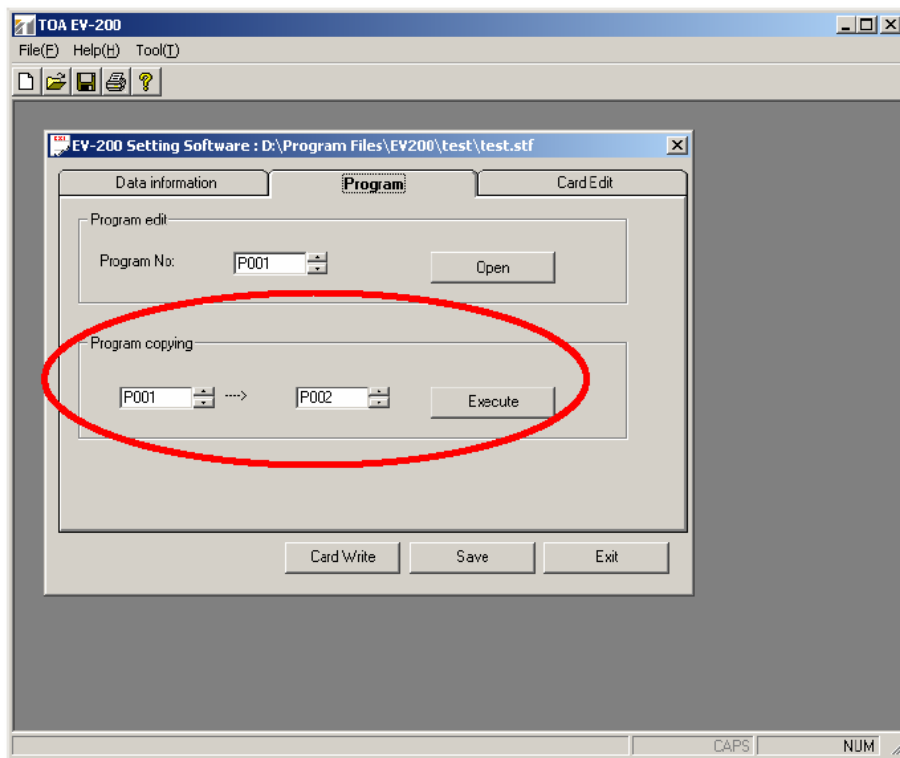 TOA EV-200
File(F) Help(H) Tool(T)
EV-200 Setting Software : D:\Program Files\EV200\test\test.stf
Data information Program Card Edit
Program edit
Program No: P001 Open
Program copying
P001 ----> P002 Execute
Card Write Save Exit
CAPS NUM